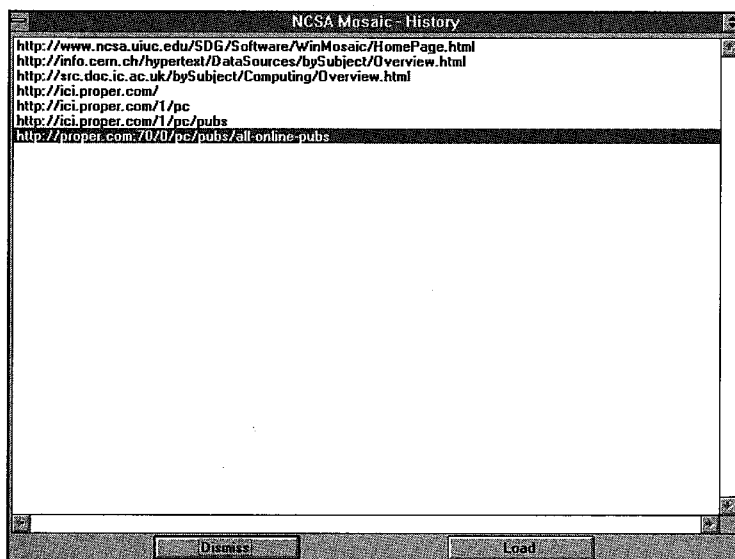 NCSA Mosaic - History
http://www.ncsa.uiuc.edu/SDG/Software/WinMosaic/HomePage.html
http://info.cern.ch/hypertext/DataSources/bySubject/Overview.html
http://src.doc.ic.ac.uk/bySubject/Computing/Overview.html
http://ici.proper.com/
http://ici.proper.com/1/pc
http://ici.proper.com/1/pc/pubs
http://proper.com:70/0/pc/pubs/all-online-pubs
Dismiss Load